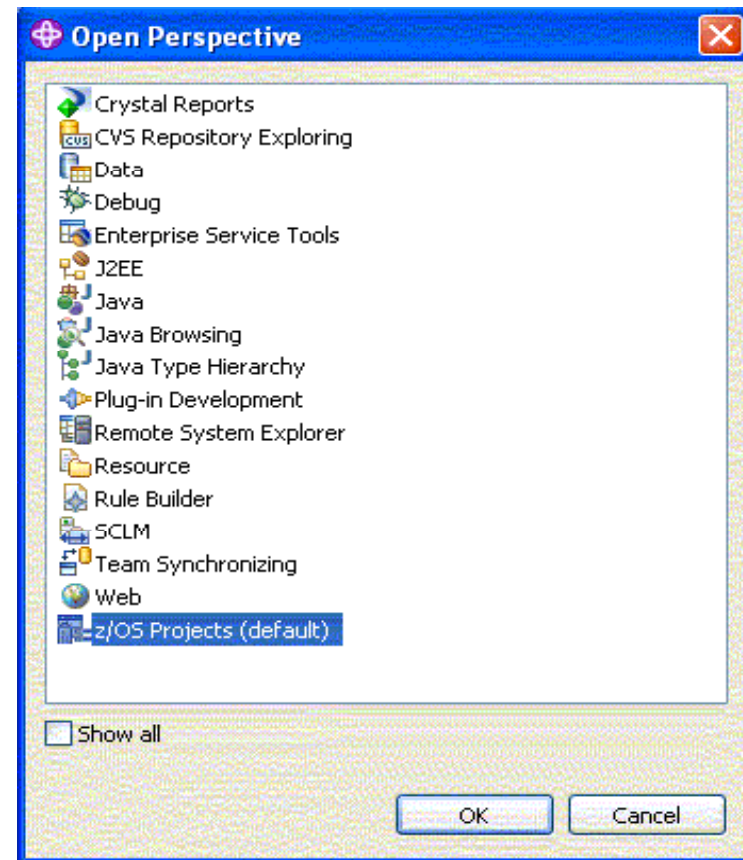 Open Perspective
Crystal Reports
CVS CVS Repository Exploring
Data
Debug
Enterprise Service Tools
J2EE
Java
Java Browsing
Java Type Hierarchy
Plug-in Development
Remote System Explorer
Resource
Rule Builder
SCLM
Team Synchronizing
Web
z/OS Projects (default)
Show all
OK Cancel